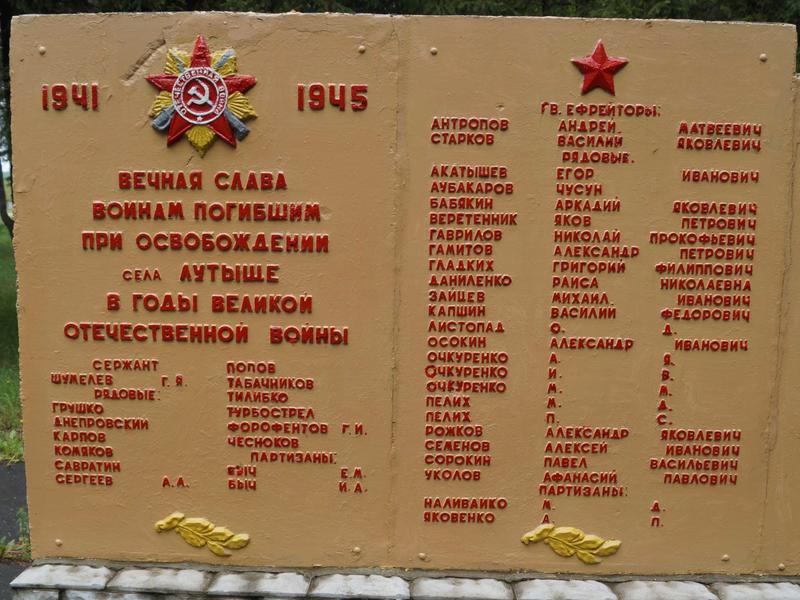 1941 1945
ОТЕЧЕСТВЕННАЯ ВОЙНА
ВЕЧНАЯ СЛАВА
ВОИНАМ ПОГИБШИМ
ПРИ ОСВОБОЖДЕНИИ
СЕЛА ЛУТЫЩЕ
В ГОДЫ ВЕЛИКОЙ
ОТЕЧЕСТВЕННОЙ ВОЙНЫ
СЕРЖАНТ
ШУМЕЛЕВ Г. Я.
РЯДОВЫЕ:
ГРУШКО
ДНЕПРОВСКИЙ
КАРПОВ
КОМЯКОВ
САВРАТИН
СЕРГЕЕВ А.А.
ПОПОВ
ТАБАЧНИКОВ
ТИЛИБКО
ТУРБОСТРЕЛ
ФОРОФЕНТОВ Г.И.
ЧЕСНОКОВ
ПАРТИЗАНЫ:
БЫЧ Е.М.
БЫЧ И.А.
ГВ. ЕФРЕЙТОРЫ:
АНТРОПОВ АНДРЕЙ МАТВЕЕВИЧ
СТАРКОВ ВАСИЛИЙ ЯКОВЛЕВИЧ
РЯДОВЫЕ.
АКАТЫШЕВ ЕГОР ИВАНОВИЧ
АУБАКАРОВ ЧУСУН
БАБЯКИН АРКАДИЙ ЯКОВЛЕВИЧ
ВЕРЕТЕННИК ЯКОВ ПЕТРОВИЧ
ГАВРИЛОВ НИКОЛАЙ ПРОКОФЬЕВИЧ
ГАМИТОВ АЛЕКСАНДР ПЕТРОВИЧ
ГЛАДКИХ ГРИГОРИЙ ФИЛИППОВИЧ
ДАНИЛЕНКО РАИСА НИКОЛАЕВНА
ЗАЙЦЕВ МИХАИЛ ИВАНОВИЧ
КАПШИН ВАСИЛИЙ ФЕДОРОВИЧ
ЛИСТОПАД О. Д.
ОСОКИН АЛЕКСАНДР ИВАНОВИЧ
ОЧКУРЕНКО А. Я.
ОЧКУРЕНКО И. В.
ОЧКУРЕНКО М. М.
ПЕЛИХ М. Д.
ПЕЛИХ П. С.
РОЖКОВ АЛЕКСАНДР ЯКОВЛЕВИЧ
СЕМЕНОВ АЛЕКСЕЙ ИВАНОВИЧ
СОРОКИН ПАВЕЛ ВАСИЛЬЕВИЧ
УКОЛОВ АФАНАСИЙ ПАВЛОВИЧ
ПАРТИЗАНЫ:
НАЛИВАЙКО М. Д.
ЯКОВЕНКО А. П.